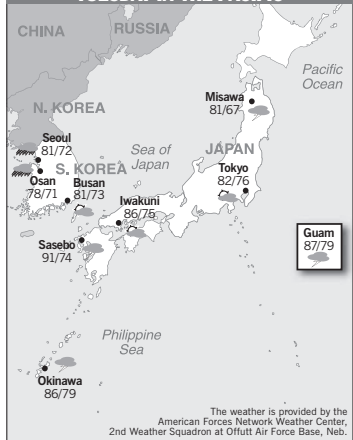 CHINA
RUSSIA
Pacific
Ocean
N. KOREA
Misawa
81/67
Seoul
81/72
Sea of
Japan
JAPAN
S. KOREA
Tokyo
82/76
Osan
78/71
Busan
81/73
Iwakuni
86/75
Sasebo
91/74
Guam
87/79
Philippine
Sea
Okinawa
86/79
The weather is provided by the
American Forces Network Weather Center,
2nd Weather Squadron at Offutt Air Force Base, Neb.